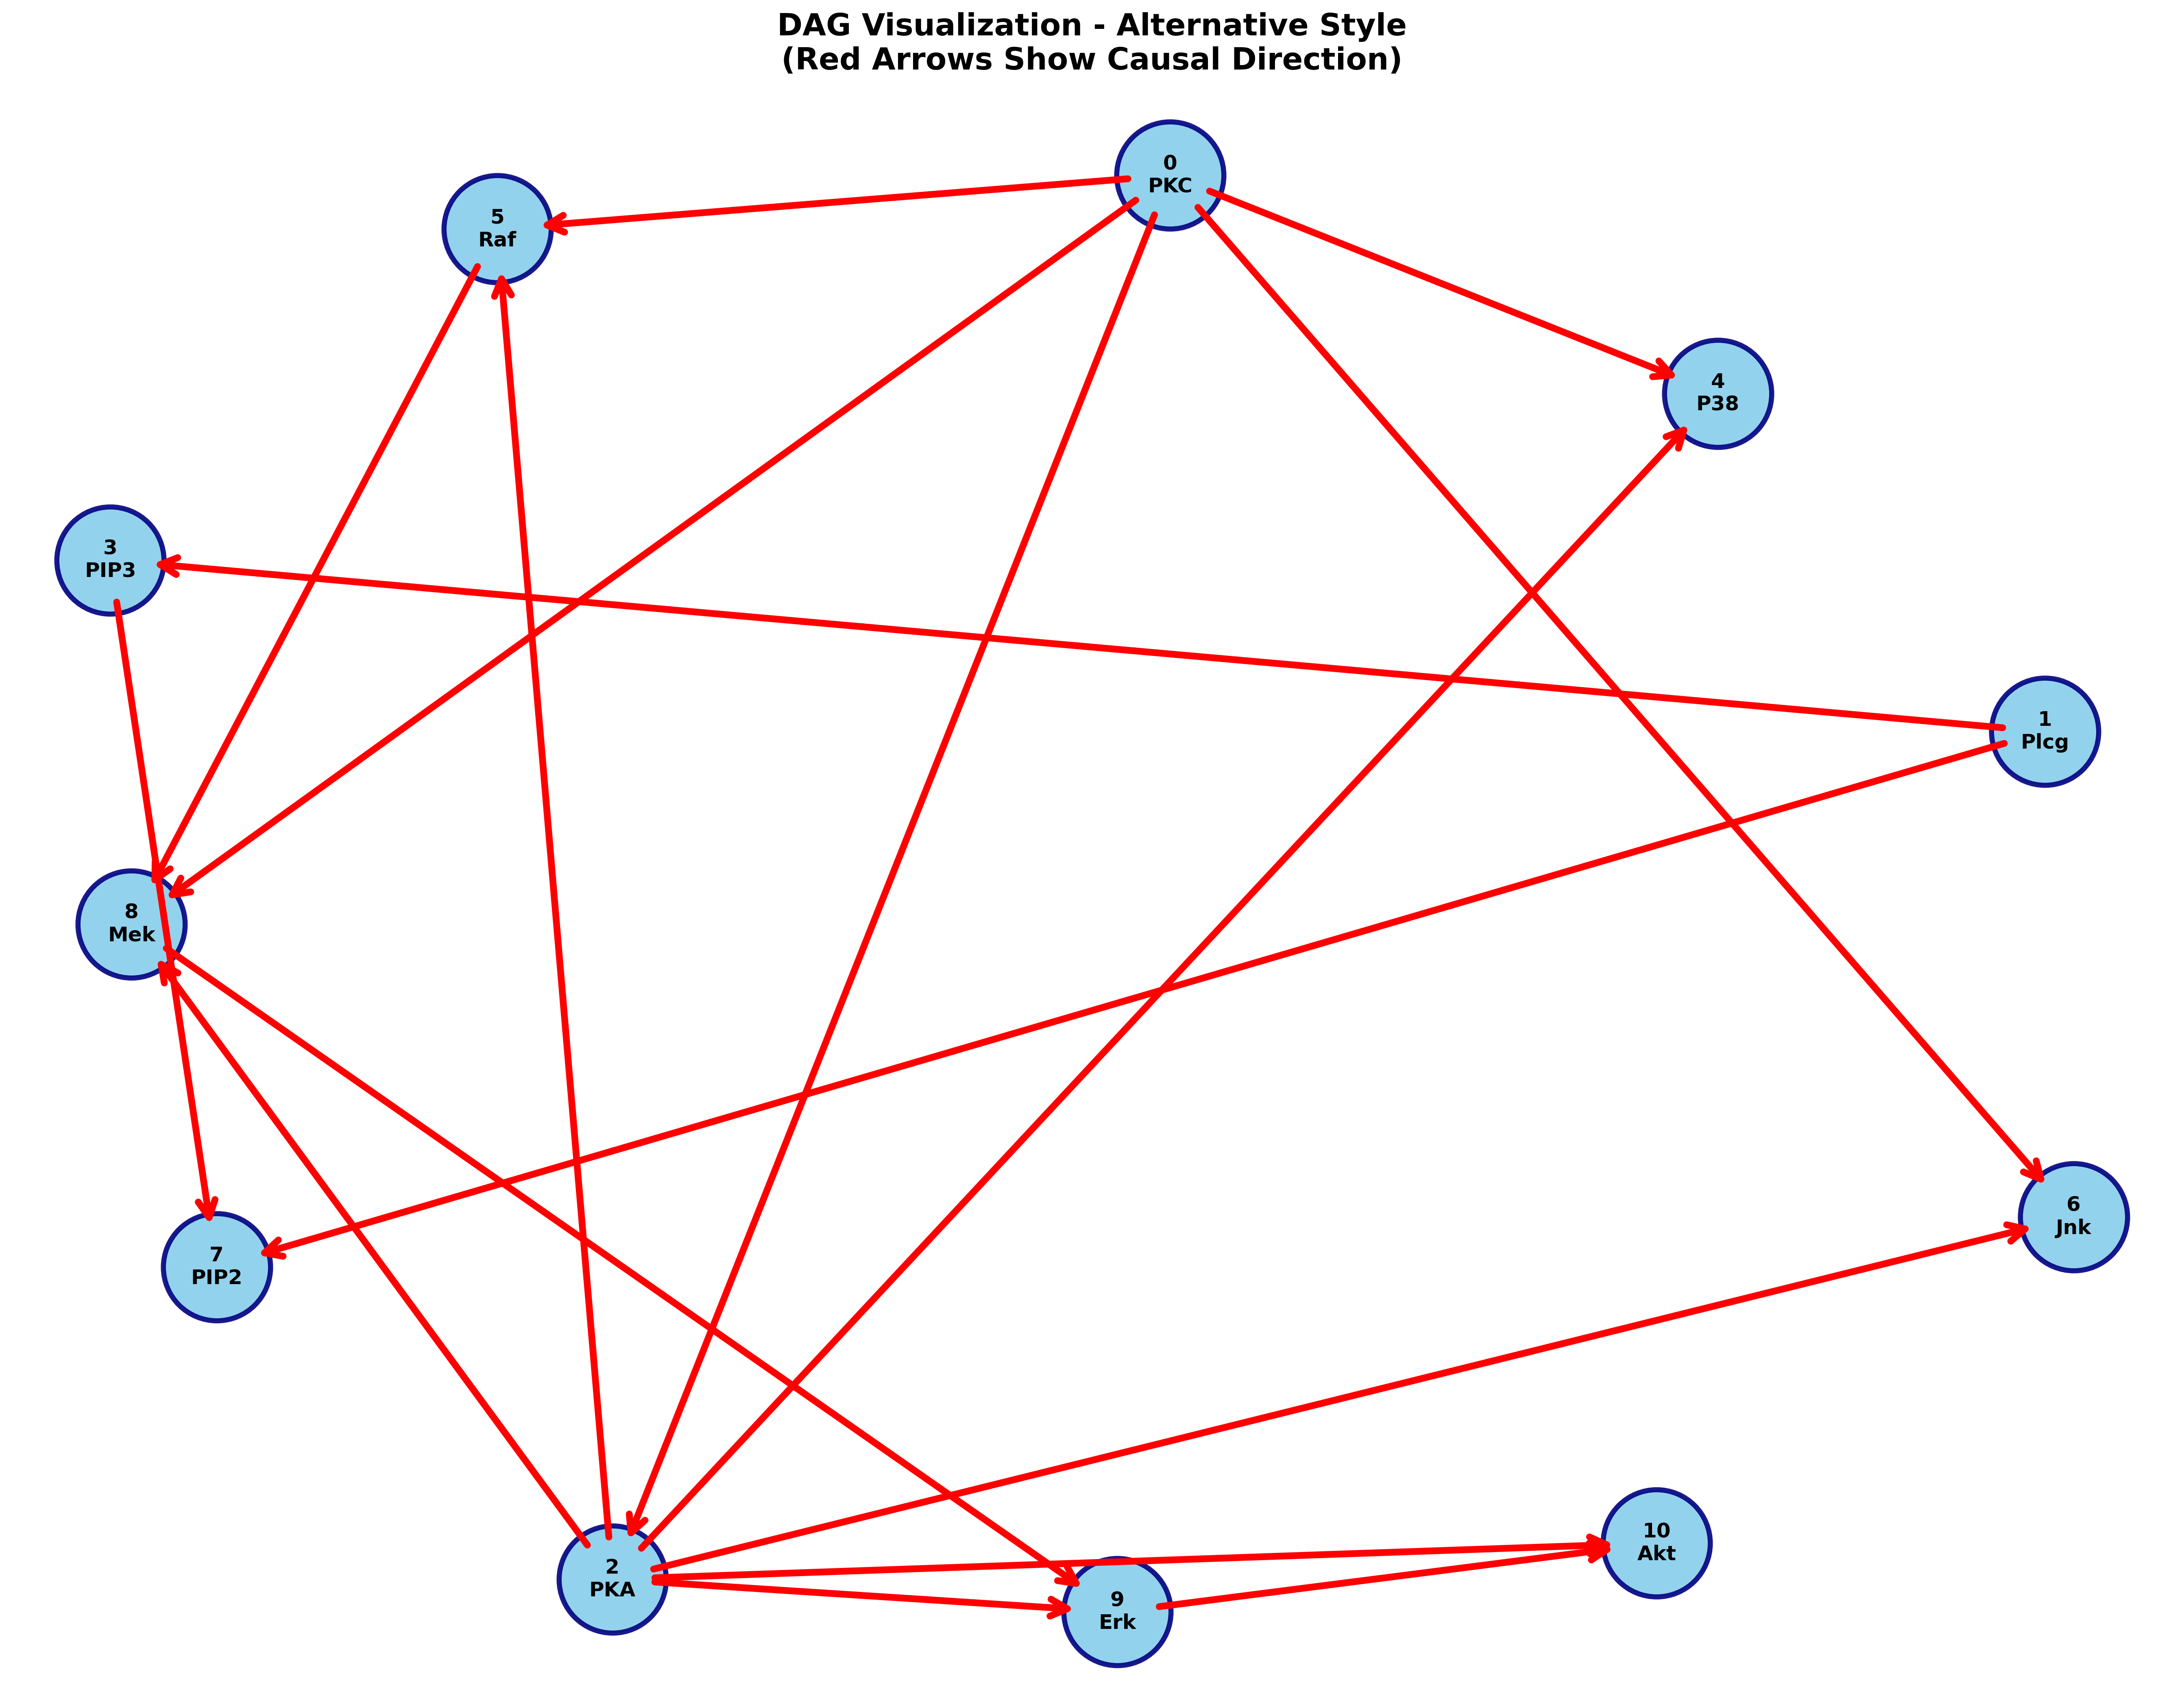 DAG Visualization - Alternative Style
(Red Arrows Show Causal Direction)
0
PKC
5
Raf
4
P38
3
PIP3
1
Plcg
8
Mek
6
Jnk
7
PIP2
10
Akt
2
PKA
9
Erk